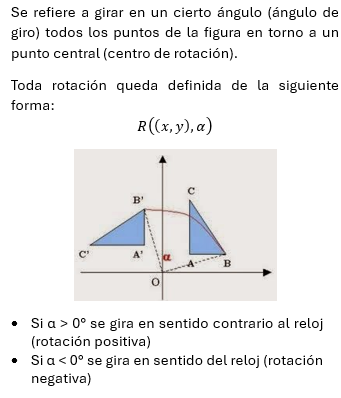 Se refiere a girar en un cierto ángulo (ángulo de
giro) todos los puntos de la figura en torno a un
punto central (centro de rotación).
Toda rotación queda definida de la siguiente
forma:
R((x, y), α)
C
B'
C'
A'
α
A
B
O
• Si α > 0° se gira en sentido contrario al reloj
(rotación positiva)
• Si α < 0° se gira en sentido del reloj (rotación
negativa)